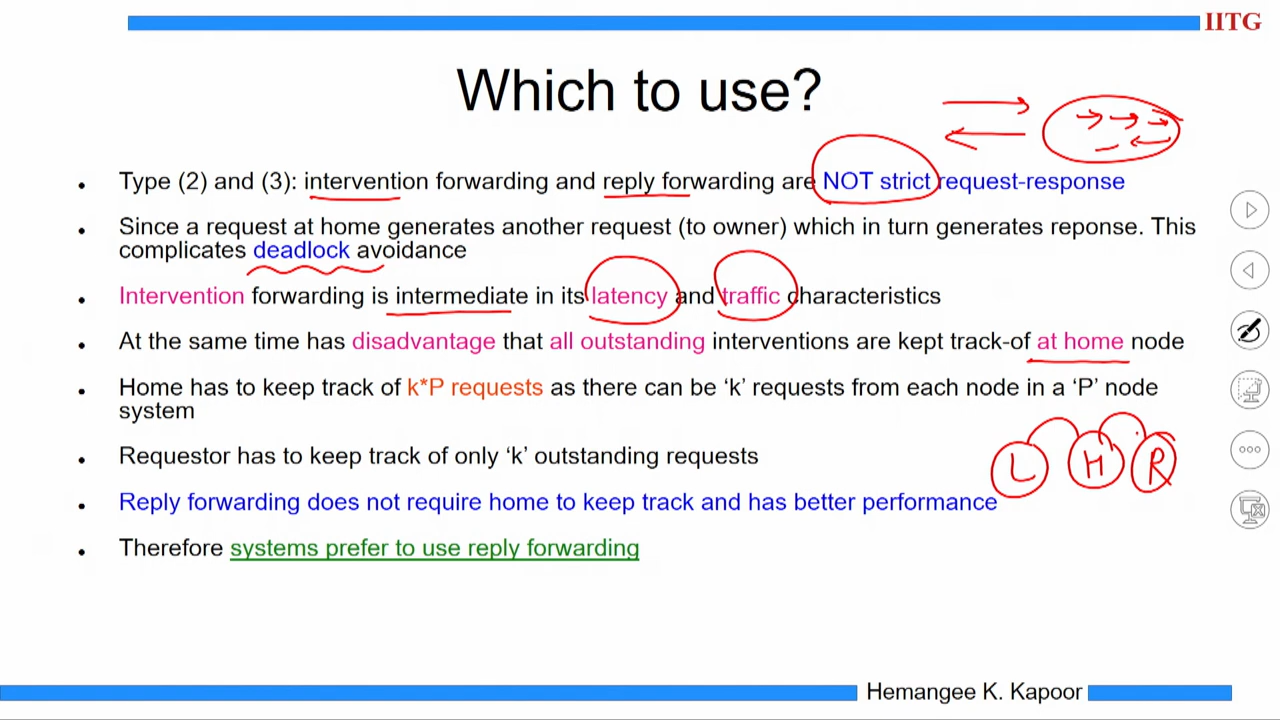 IITG
Which to use?
• Type (2) and (3): intervention forwarding and reply forwarding are NOT strict request-response
• Since a request at home generates another request (to owner) which in turn generates reponse. This
complicates deadlock avoidance
• Intervention forwarding is intermediate in its latency and traffic characteristics
• At the same time has disadvantage that all outstanding interventions are kept track-of at home node
• Home has to keep track of k*P requests as there can be ‘k’ requests from each node in a ‘P’ node
system
• Requestor has to keep track of only ‘k’ outstanding requests
L H R
• Reply forwarding does not require home to keep track and has better performance
• Therefore systems prefer to use reply forwarding
Hemangee K. Kapoor